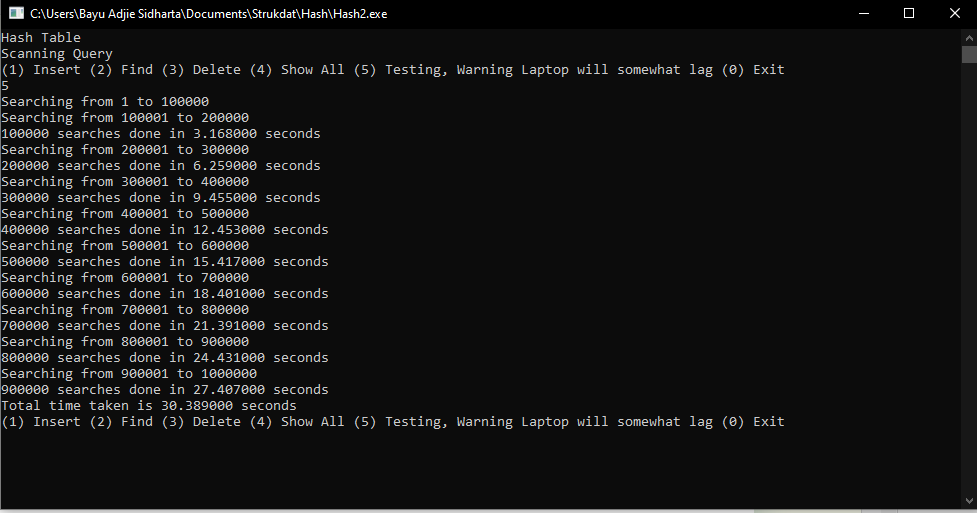 C:\Users\Bayu Adjie Sidharta\Documents\Strukdat\Hash\Hash2.exe
Hash Table
Scanning Query
(1) Insert (2) Find (3) Delete (4) Show All (5) Testing, Warning Laptop will somewhat lag (0) Exit
5
Searching from 1 to 100000
Searching from 100001 to 200000
100000 searches done in 3.168000 seconds
Searching from 200001 to 300000
200000 searches done in 6.259000 seconds
Searching from 300001 to 400000
300000 searches done in 9.455000 seconds
Searching from 400001 to 500000
400000 searches done in 12.453000 seconds
Searching from 500001 to 600000
500000 searches done in 15.417000 seconds
Searching from 600001 to 700000
600000 searches done in 18.401000 seconds
Searching from 700001 to 800000
700000 searches done in 21.391000 seconds
Searching from 800001 to 900000
800000 searches done in 24.431000 seconds
Searching from 900001 to 1000000
900000 searches done in 27.407000 seconds
Total time taken is 30.389000 seconds
(1) Insert (2) Find (3) Delete (4) Show All (5) Testing, Warning Laptop will somewhat lag (0) Exit